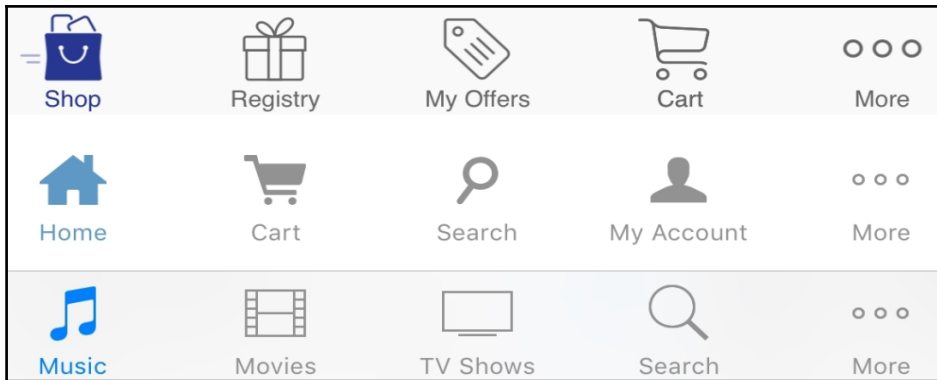 Shop Registry My Offers Cart More
Home Cart Search My Account More
Music Movies TV Shows Search More